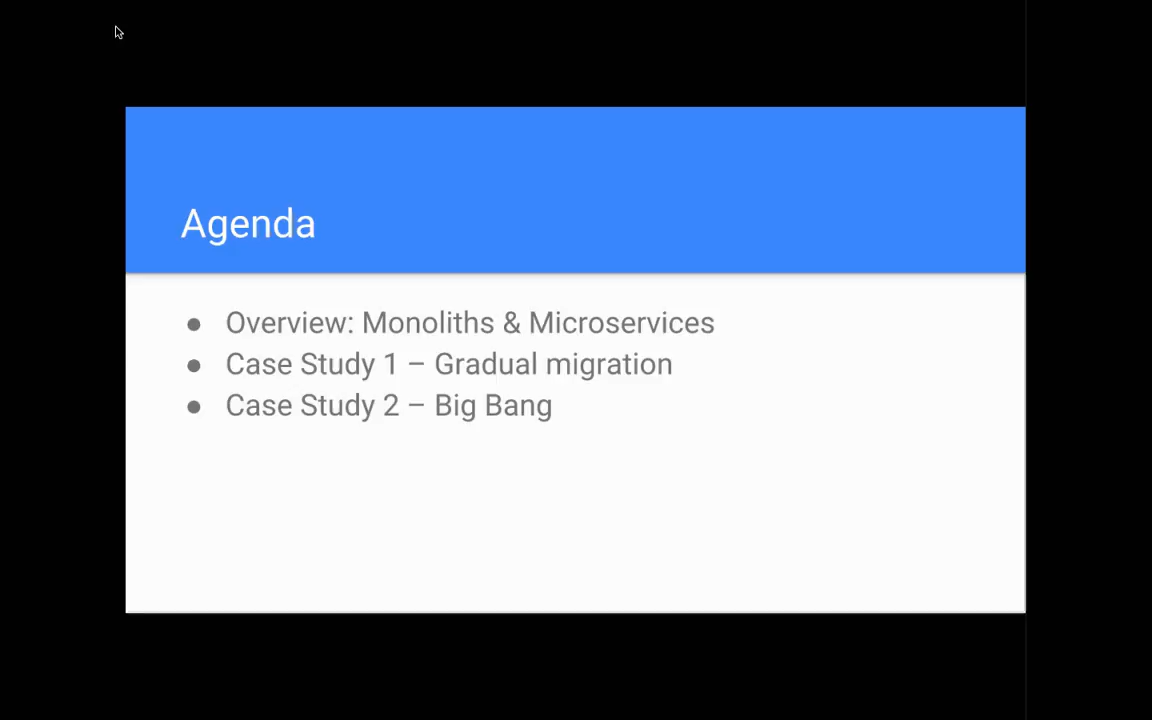 Agenda
● Overview: Monoliths & Microservices
● Case Study 1 – Gradual migration
● Case Study 2 – Big Bang